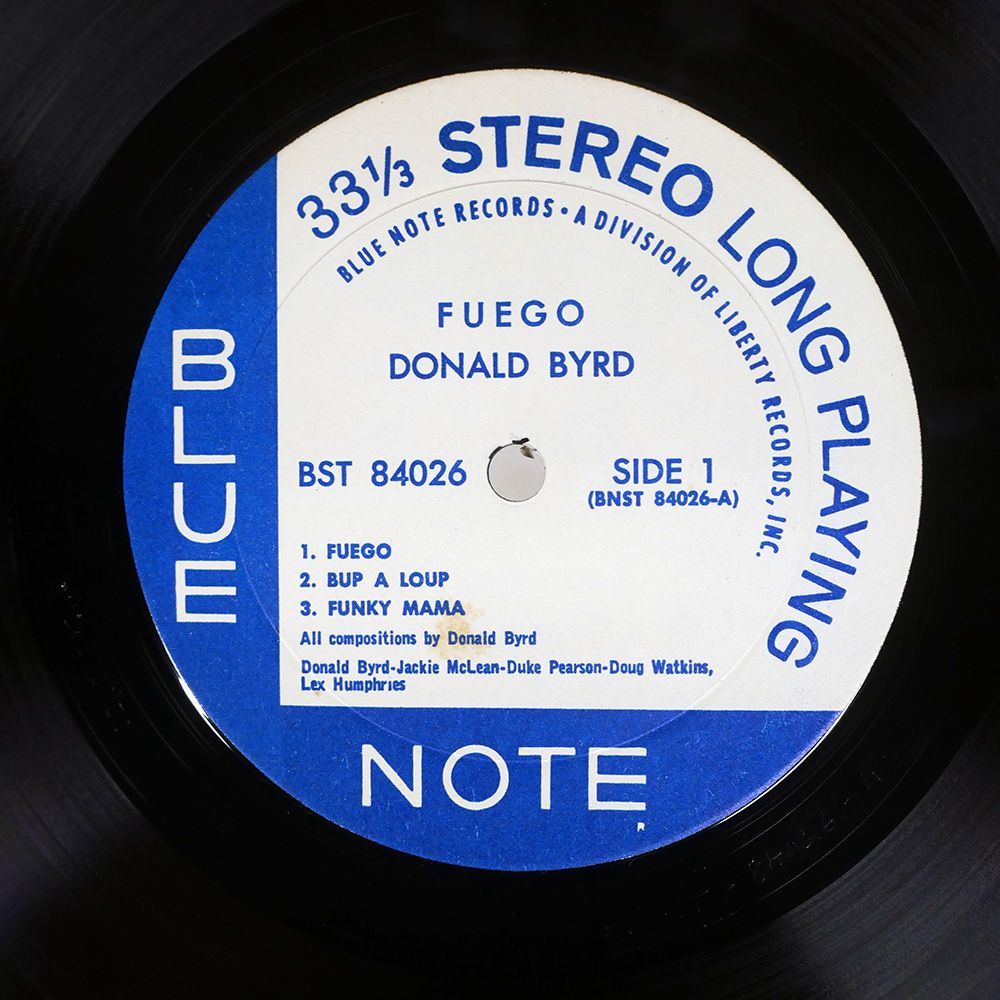 33⅓ STEREO LONG PLAYING
BLUE NOTE RECORDS · A DIVISION OF LIBERTY RECORDS, INC.
FUEGO
DONALD BYRD
BST 84026
SIDE 1
(BNST 84026-A)
1. FUEGO
2. BUP A LOUP
3. FUNKY MAMA
All compositions by Donald Byrd
Donald Byrd-Jackie McLean-Duke Pearson-Doug Watkins,
Lex Humphries
BLUE
NOTE
R